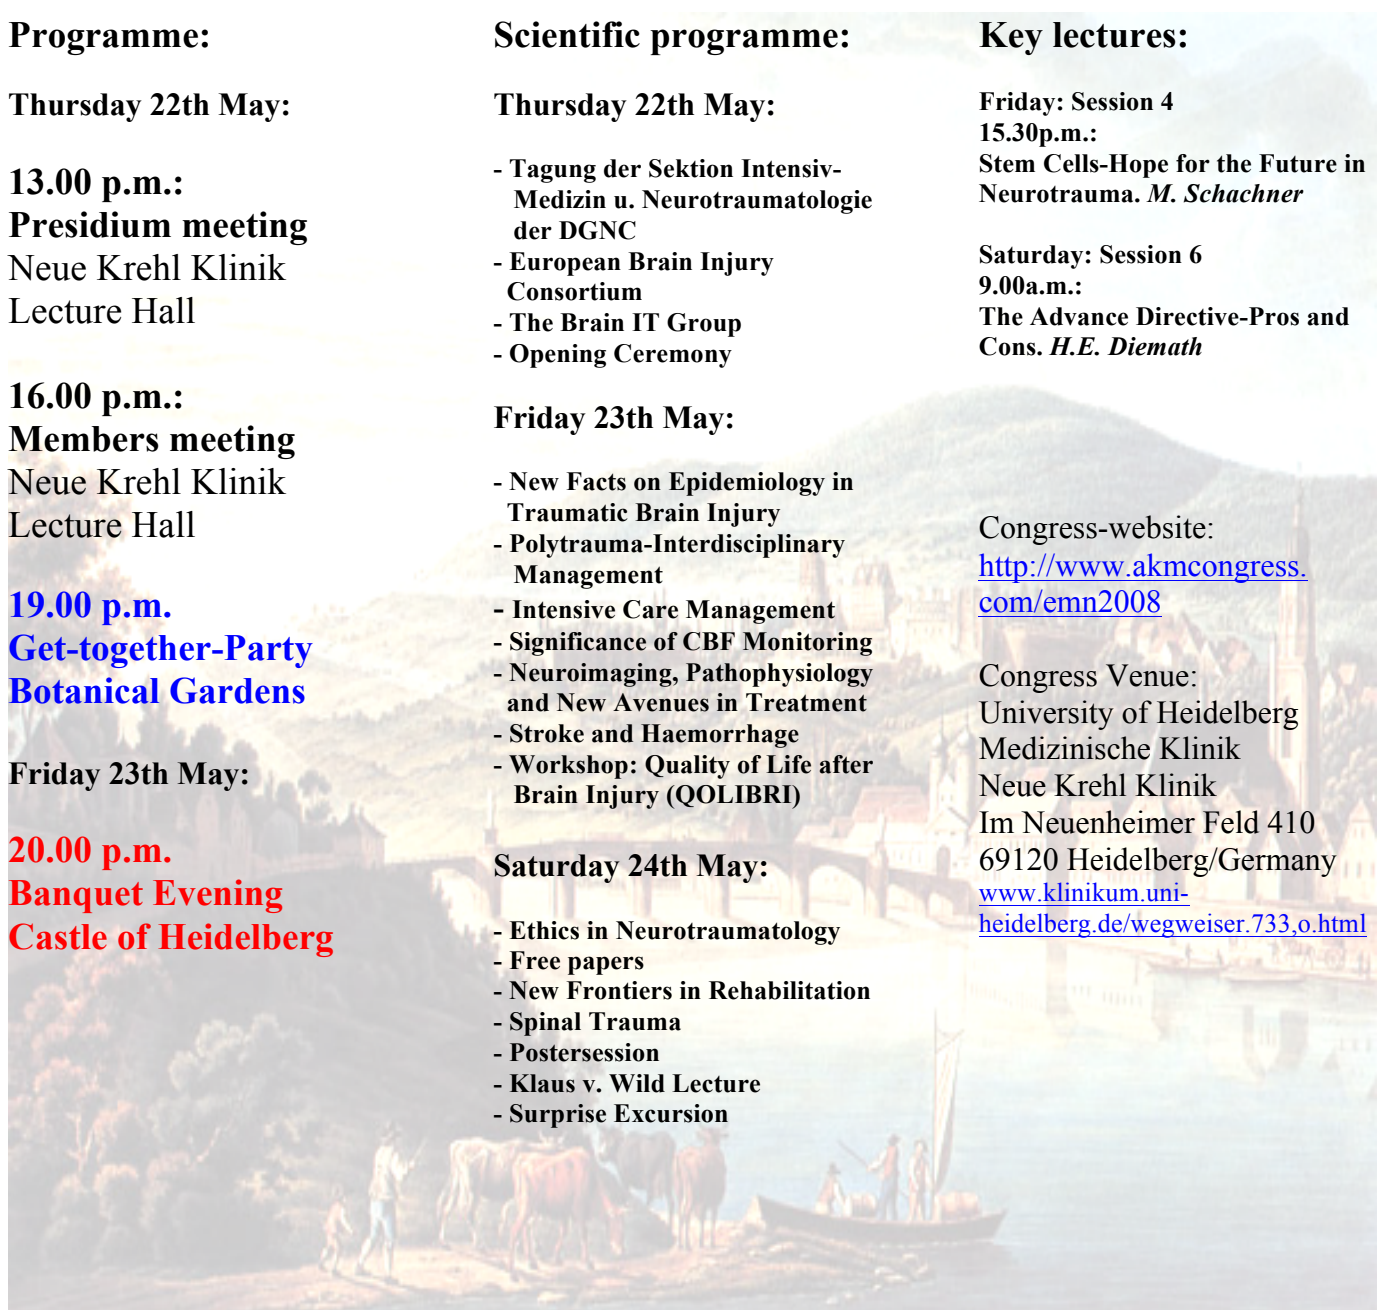 Programme:
Thursday 22th May:
13.00 p.m.:
Presidium meeting
Neue Krehl Klinik
Lecture Hall
16.00 p.m.:
Members meeting
Neue Krehl Klinik
Lecture Hall
19.00 p.m.
Get-together-Party
Botanical Gardens
Friday 23th May:
20.00 p.m.
Banquet Evening
Castle of Heidelberg
Scientific programme:
Thursday 22th May:
- Tagung der Sektion Intensiv-
Medizin u. Neurotraumatologie
der DGNC
- European Brain Injury
Consortium
- The Brain IT Group
- Opening Ceremony
Friday 23th May:
- New Facts on Epidemiology in
Traumatic Brain Injury
- Polytrauma-Interdisciplinary
Management
- Intensive Care Management
- Significance of CBF Monitoring
- Neuroimaging, Pathophysiology
and New Avenues in Treatment
- Stroke and Haemorrhage
- Workshop: Quality of Life after
Brain Injury (QOLIBRI)
Saturday 24th May:
- Ethics in Neurotraumatology
- Free papers
- New Frontiers in Rehabilitation
- Spinal Trauma
- Postersession
- Klaus v. Wild Lecture
- Surprise Excursion
Key lectures:
Friday: Session 4
15.30p.m.:
Stem Cells-Hope for the Future in
Neurotrauma. M. Schachner
Saturday: Session 6
9.00a.m.:
The Advance Directive-Pros and
Cons. H.E. Diemath
Congress-website:
http://www.akmcongress.
com/emn2008
Congress Venue:
University of Heidelberg
Medizinische Klinik
Neue Krehl Klinik
Im Neuenheimer Feld 410
69120 Heidelberg/Germany
www.klinikum.uni-
heidelberg.de/wegweiser.733,o.html